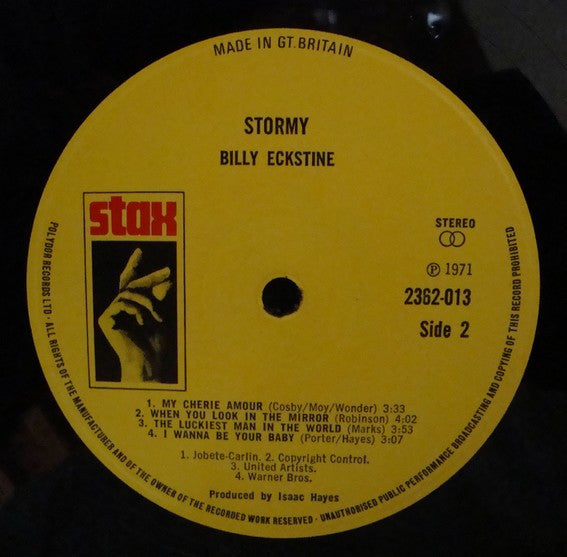 MADE IN GT.BRITAIN
STORMY
BILLY ECKSTINE
stax
STEREO
Ⓟ 1971
2362-013
Side 2
1. MY CHERIE AMOUR (Cosby/Moy/Wonder) 3:33
2. WHEN YOU LOOK IN THE MIRROR (Robinson) 4:02
3. THE LUCKIEST MAN IN THE WORLD (Marks) 3:53
4. I WANNA BE YOUR BABY (Porter/Hayes) 3:07
1. Jobete-Carlin. 2. Copyright Control.
3. United Artists.
4. Warner Bros.
Produced by Isaac Hayes
POLYDOR RECORDS LTD · ALL RIGHTS OF THE MANUFACTURER AND OF THE OWNER OF THE RECORDED WORK RESERVED · UNAUTHORISED PUBLIC PERFORMANCE BROADCASTING AND COPYING OF THIS RECORD PROHIBITED